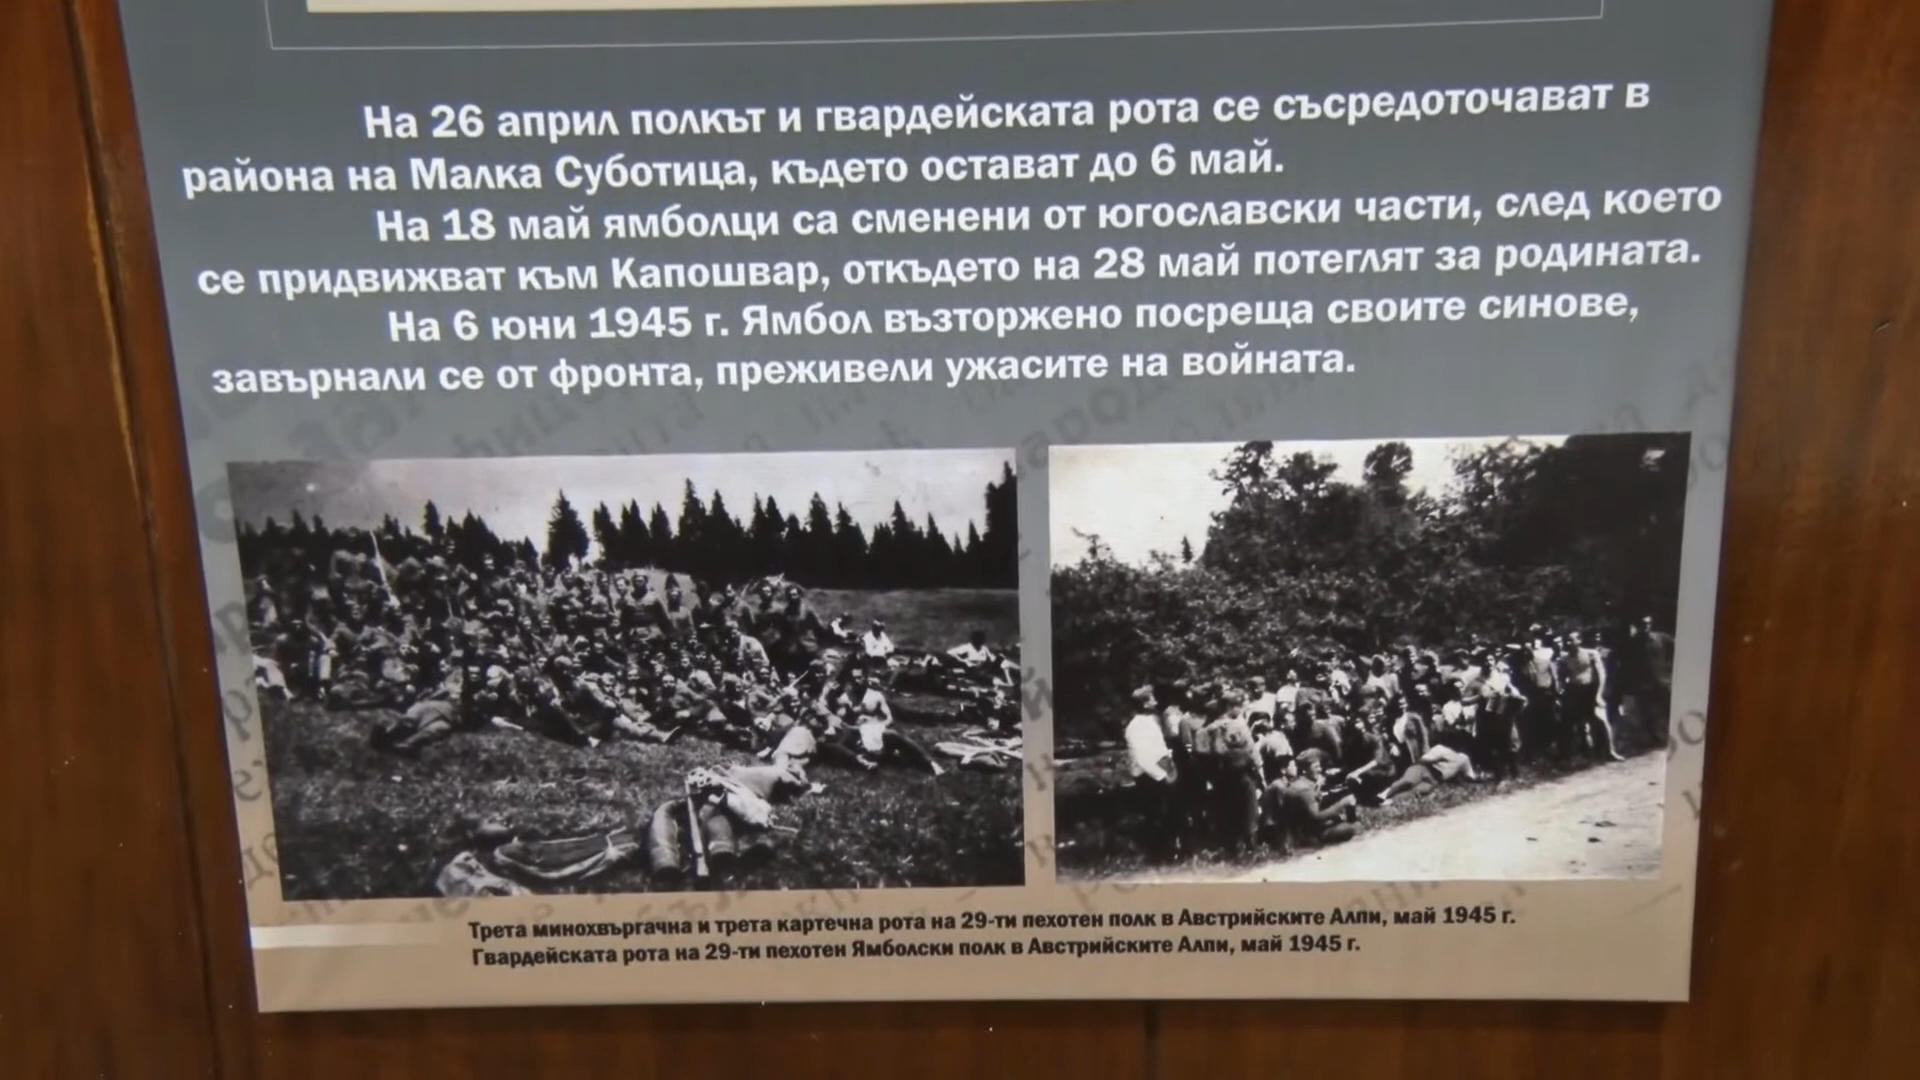 На 26 април полкът и гвардейската рота се съсредоточават в
района на Малка Суботица, където остават до 6 май.
На 18 май ямболци са сменени от югославски части, след което
се придвижват към Капошвар, откъдето на 28 май потеглят за родината.
На 6 юни 1945 г. Ямбол възторжено посреща своите синове,
завърнали се от фронта, преживели ужасите на войната.
Трета минохвъргачна и трета картечна рота на 29-ти пехотен полк в Австрийските Алпи, май 1945 г.
Гвардейската рота на 29-ти пехотен Ямболски полк в Австрийските Алпи, май 1945 г.